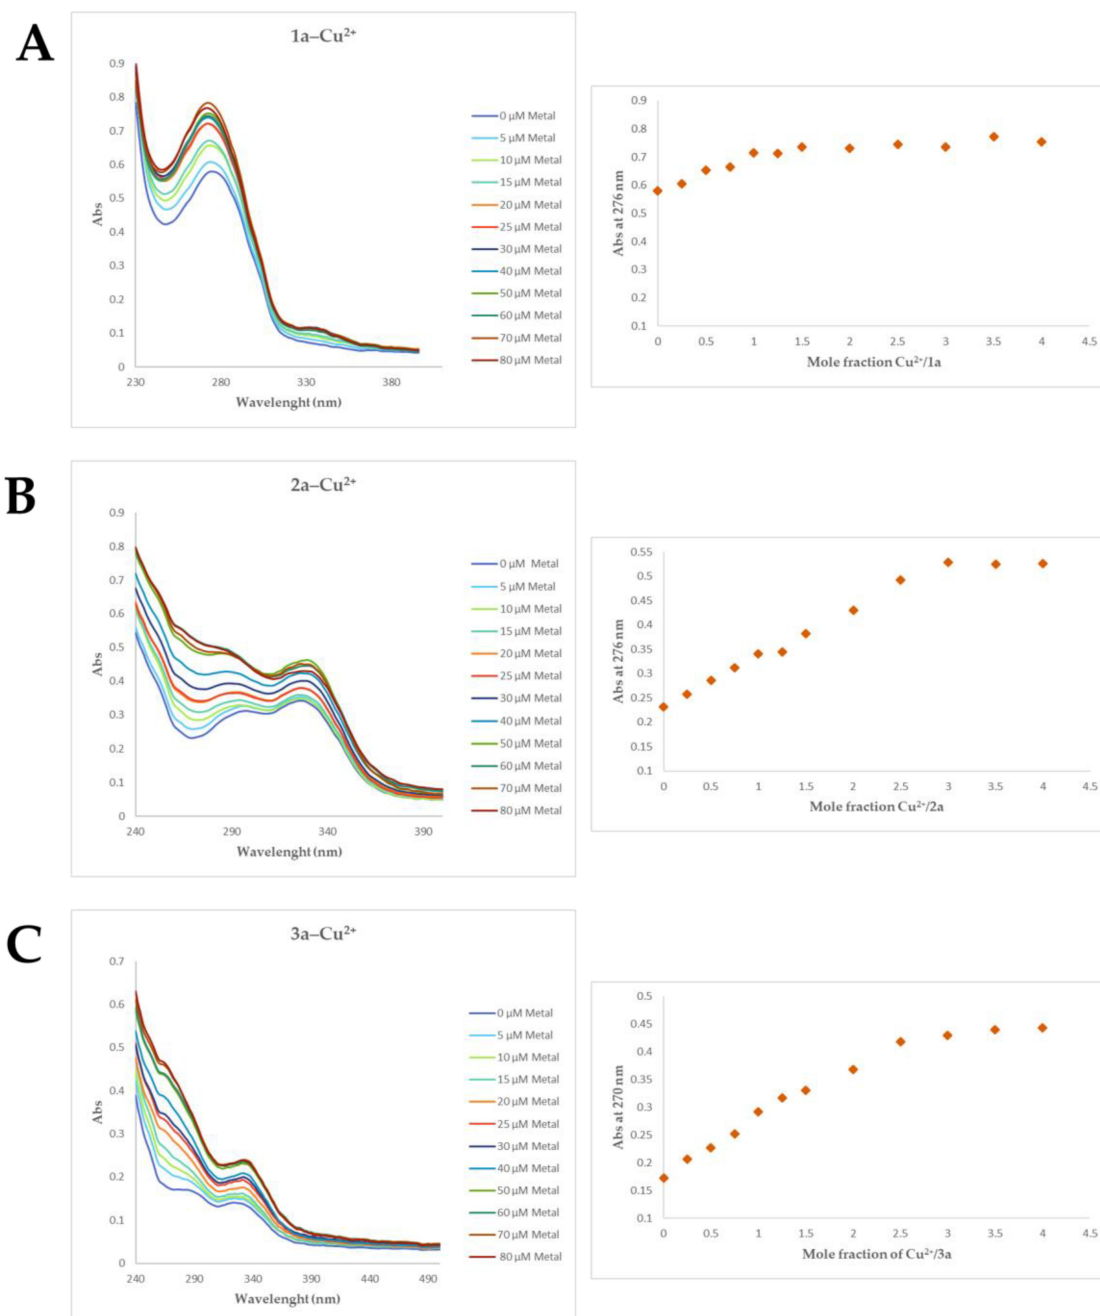 A
1a–Cu²⁺
0.9
0.8
0.7
0.6
0.5
0.4
0.3
0.2
0.1
0
Abs
230 280 330 380
Wavelenght (nm)
0 µM Metal
5 µM Metal
10 µM Metal
15 µM Metal
20 µM Metal
25 µM Metal
30 µM Metal
40 µM Metal
50 µM Metal
60 µM Metal
70 µM Metal
80 µM Metal
0.9
0.8
0.7
0.6
0.5
0.4
0.3
0.2
0.1
Abs at 276 nm
0 0.5 1 1.5 2 2.5 3 3.5 4 4.5
Mole fraction Cu²⁺/1a
B
2a–Cu²⁺
0.9
0.8
0.7
0.6
0.5
0.4
0.3
0.2
0.1
0
Abs
240 290 340 390
Wavelenght (nm)
0 µM Metal
5 µM Metal
10 µM Metal
15 µM Metal
20 µM Metal
25 µM Metal
30 µM Metal
40 µM Metal
50 µM Metal
60 µM Metal
70 µM Metal
80 µM Metal
0.55
0.5
0.45
0.4
0.35
0.3
0.25
0.2
0.15
0.1
Abs at 276 nm
0 0.5 1 1.5 2 2.5 3 3.5 4 4.5
Mole fraction Cu²⁺/2a
C
3a–Cu²⁺
0.7
0.6
0.5
0.4
0.3
0.2
0.1
0
Abs
240 290 340 390 440 490
Wavelenght (nm)
0 µM Metal
5 µM Metal
10 µM Metal
15 µM Metal
20 µM Metal
25 µM Metal
30 µM Metal
40 µM Metal
50 µM Metal
60 µM Metal
70 µM Metal
80 µM Metal
0.5
0.45
0.4
0.35
0.3
0.25
0.2
0.15
0.1
Abs at 270 nm
0 0.5 1 1.5 2 2.5 3 3.5 4 4.5
Mole fraction of Cu²⁺/3a